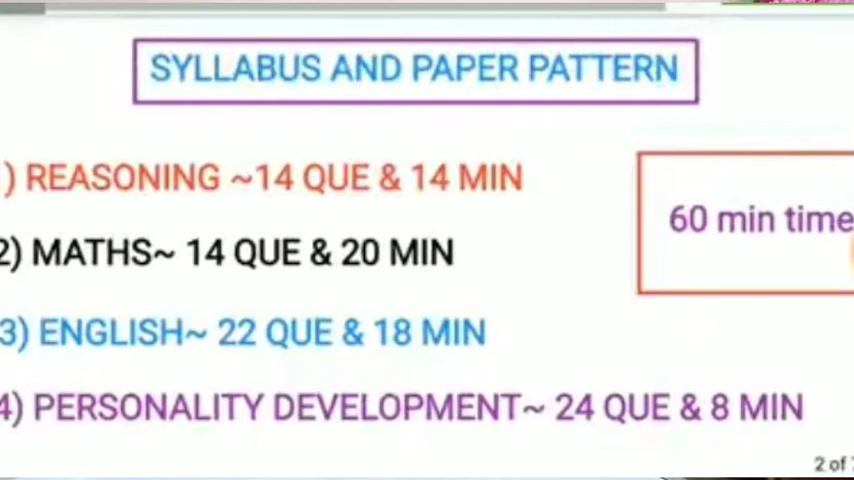 SYLLABUS AND PAPER PATTERN
) REASONING ~14 QUE & 14 MIN
60 min time
2) MATHS~ 14 QUE & 20 MIN
3) ENGLISH~ 22 QUE & 18 MIN
4) PERSONALITY DEVELOPMENT~ 24 QUE & 8 MIN
2 of